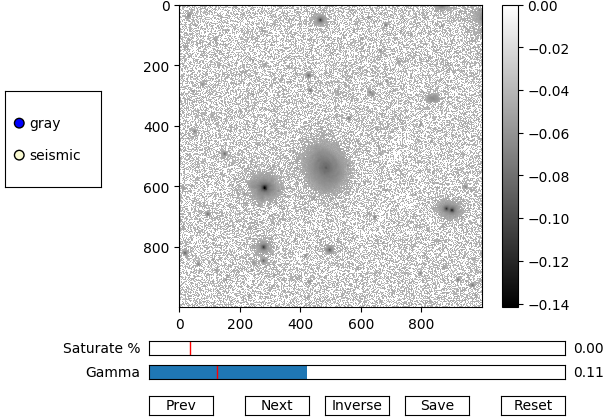 gray
seismic
0
200
400
600
800
0 200 400 600 800
0.00
−0.02
−0.04
−0.06
−0.08
−0.10
−0.12
−0.14
Saturate % 0.00
Gamma 0.11
Prev Next Inverse Save Reset